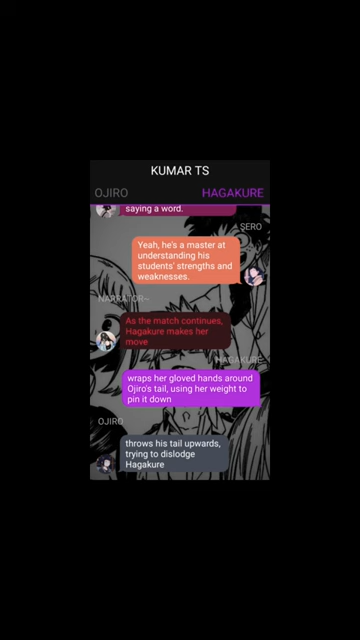 KUMAR TS
OJIRO HAGAKURE
saying a word.
SERO
Yeah, he's a master at
understanding his
students' strengths and
weaknesses.
NARRATOR~
As the match continues,
Hagakure makes her
move
HAGAKURE
wraps her gloved hands around
Ojiro's tail, using her weight to
pin it down
OJIRO
throws his tail upwards,
trying to dislodge
Hagakure